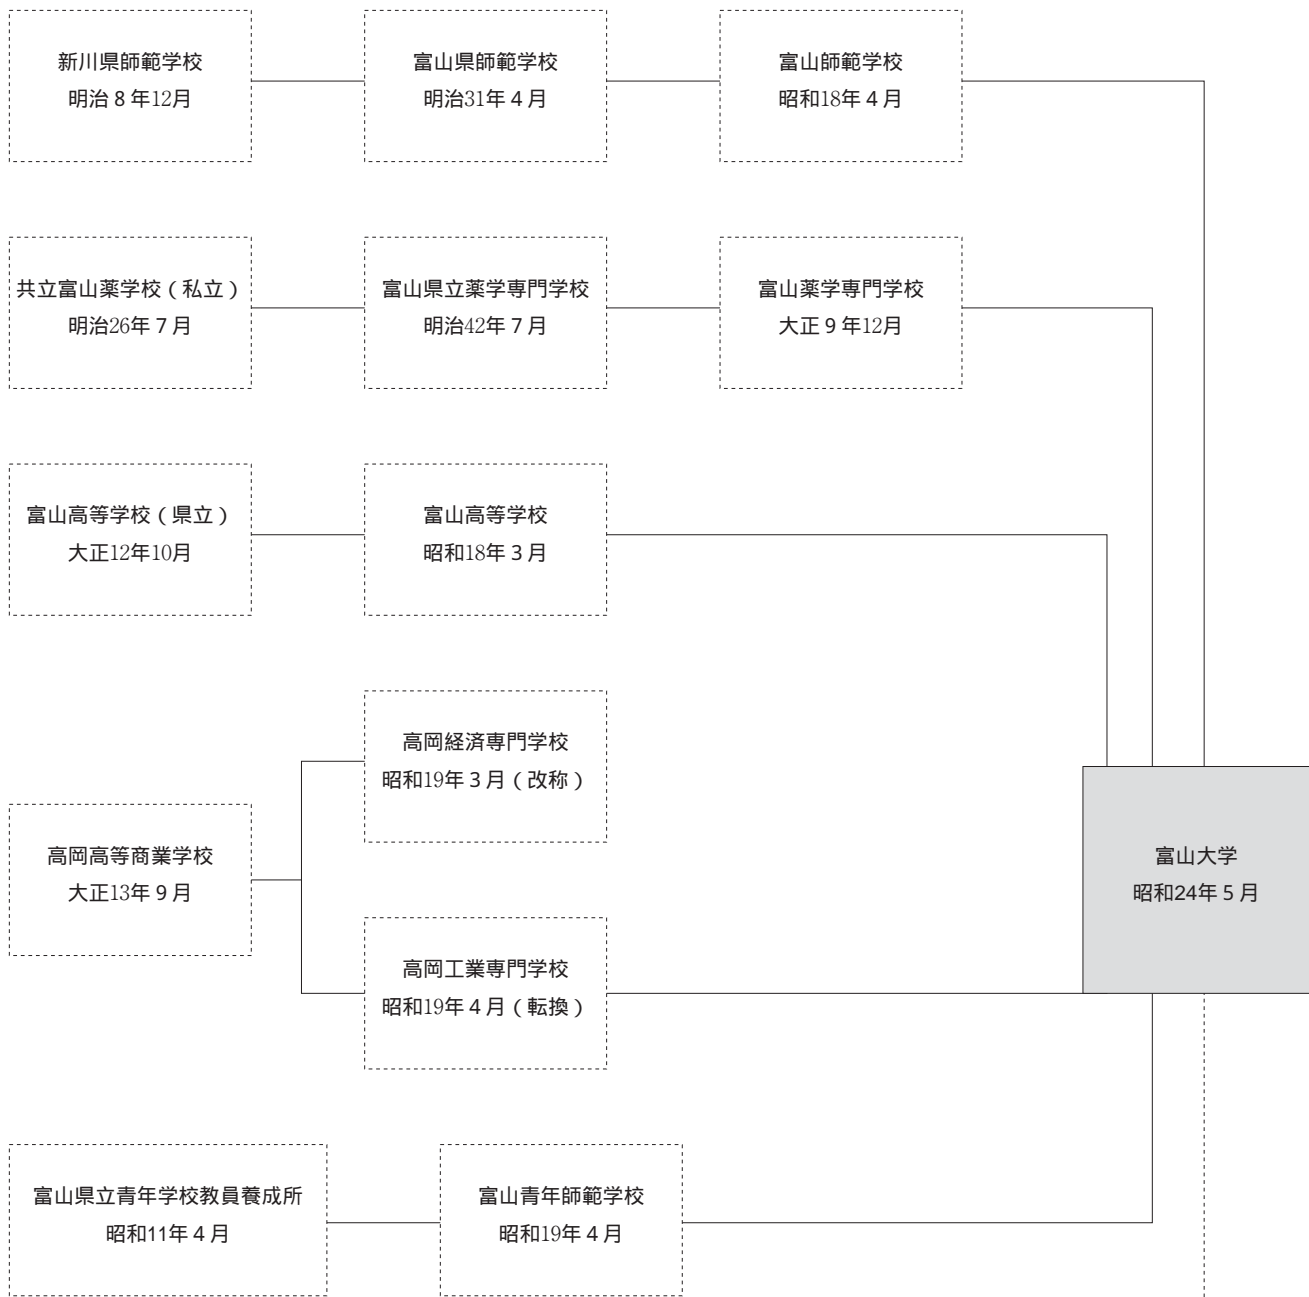 新川県師範学校
明治8年12月
富山県師範学校
明治31年4月
富山師範学校
昭和18年4月
共立富山薬学校（私立）
明治26年7月
富山県立薬学専門学校
明治42年7月
富山薬学専門学校
大正9年12月
富山高等学校（県立）
大正12年10月
富山高等学校
昭和18年3月
高岡経済専門学校
昭和19年3月（改称）
高岡高等商業学校
大正13年9月
富山大学
昭和24年5月
高岡工業専門学校
昭和19年4月（転換）
富山県立青年学校教員養成所
昭和11年4月
富山青年師範学校
昭和19年4月